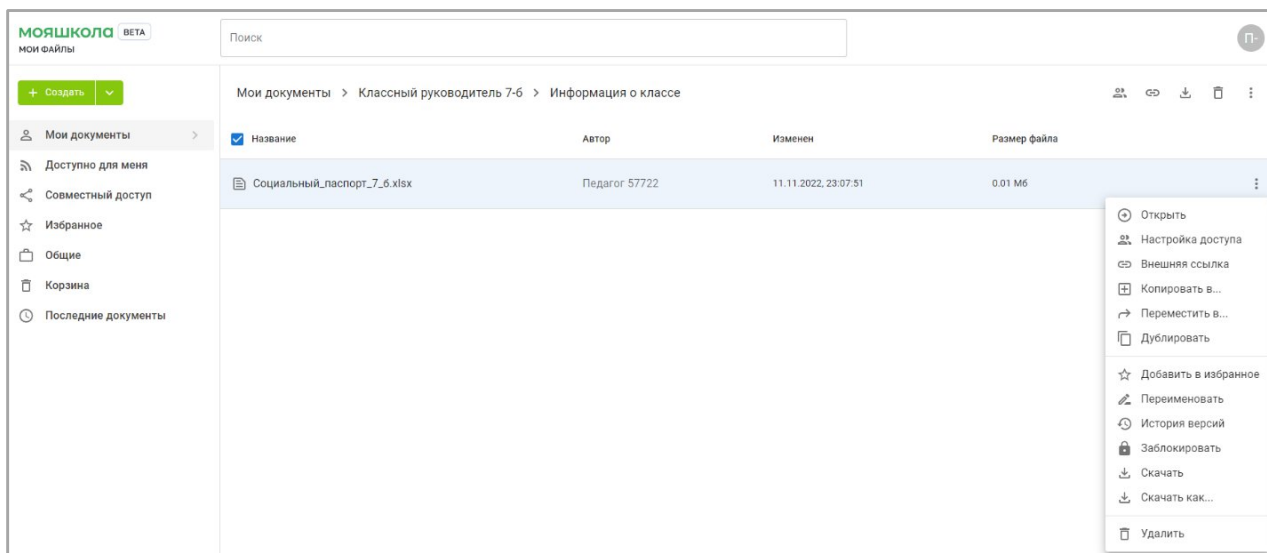 МОЯШКОЛА BETA
МОИ ФАЙЛЫ
Поиск
П-
+ Создать
Мои документы > Классный руководитель 7-б > Информация о классе
Мои документы
Доступно для меня
Совместный доступ
Избранное
Общие
Корзина
Последние документы
Название Автор Изменен Размер файла
Социальный_паспорт_7_б.xlsx Педагог 57722 11.11.2022, 23:07:51 0.01 Мб
Открыть
Настройка доступа
Внешняя ссылка
Копировать в...
Переместить в...
Дублировать
Добавить в избранное
Переименовать
История версий
Заблокировать
Скачать
Скачать как...
Удалить